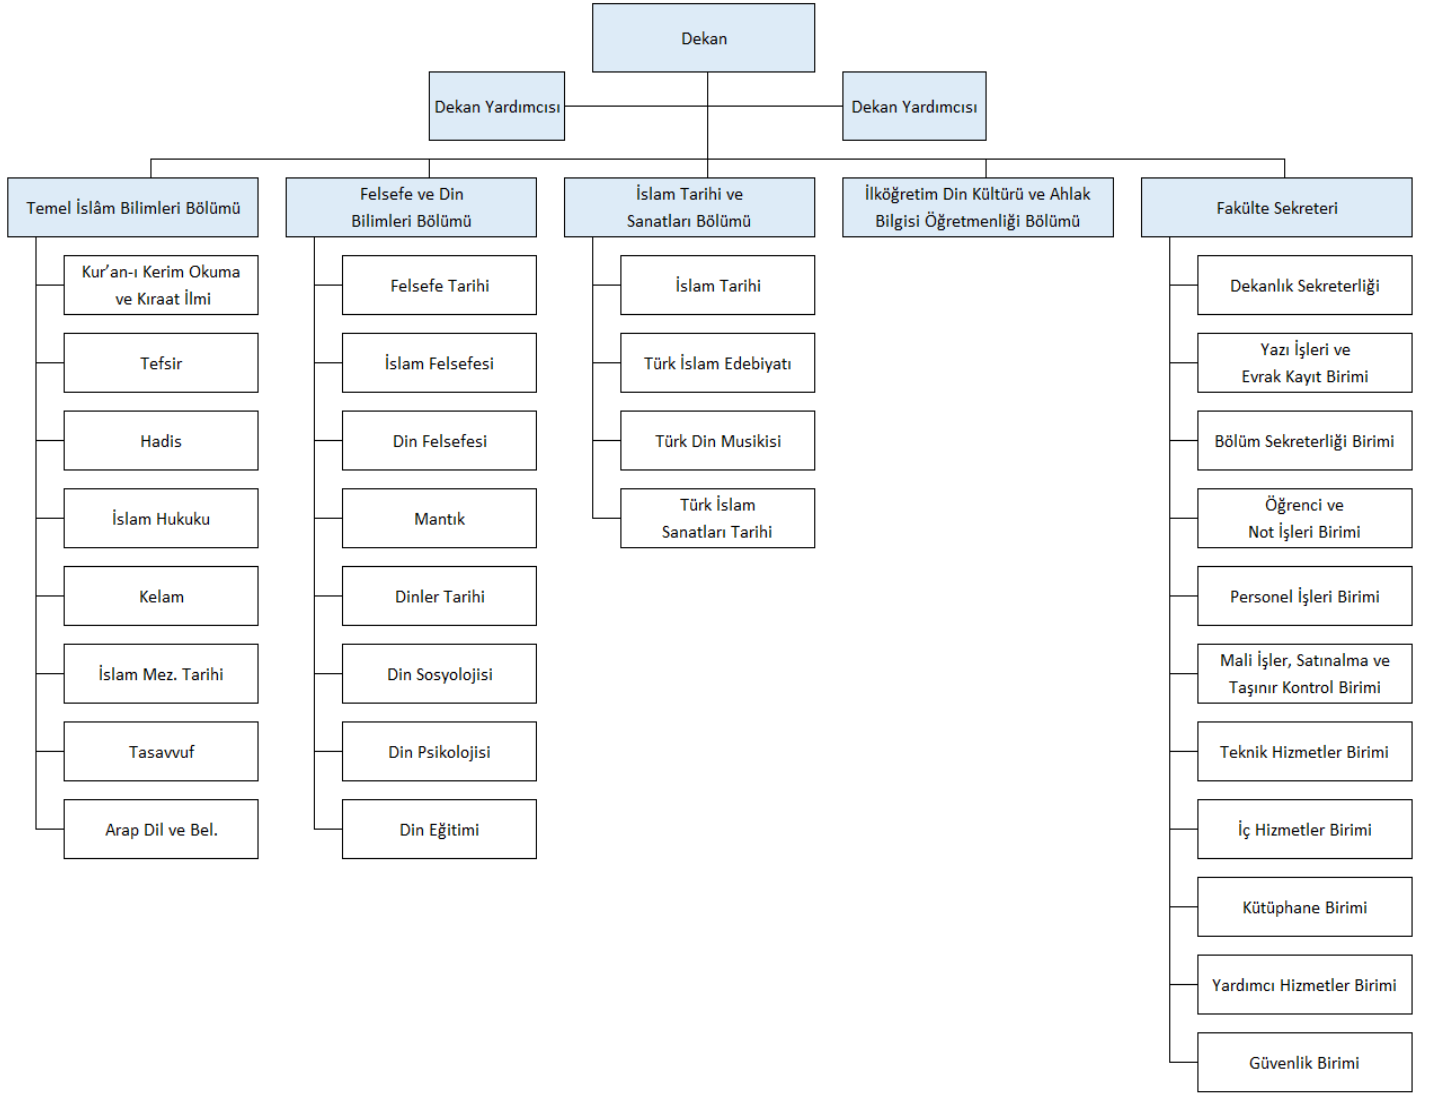 Dekan
Dekan Yardımcısı
Dekan Yardımcısı
Temel İslâm Bilimleri Bölümü
Kur’an-ı Kerim Okuma
ve Kıraat İlmi
Tefsir
Hadis
İslam Hukuku
Kelam
İslam Mez. Tarihi
Tasavvuf
Arap Dil ve Bel.
Felsefe ve Din
Bilimleri Bölümü
Felsefe Tarihi
İslam Felsefesi
Din Felsefesi
Mantık
Dinler Tarihi
Din Sosyolojisi
Din Psikolojisi
Din Eğitimi
İslam Tarihi ve
Sanatları Bölümü
İslam Tarihi
Türk İslam Edebiyatı
Türk Din Musikisi
Türk İslam
Sanatları Tarihi
İlköğretim Din Kültürü ve Ahlak
Bilgisi Öğretmenliği Bölümü
Fakülte Sekreteri
Dekanlık Sekreterliği
Yazı İşleri ve
Evrak Kayıt Birimi
Bölüm Sekreterliği Birimi
Öğrenci ve
Not İşleri Birimi
Personel İşleri Birimi
Mali İşler, Satınalma ve
Taşınır Kontrol Birimi
Teknik Hizmetler Birimi
İç Hizmetler Birimi
Kütüphane Birimi
Yardımcı Hizmetler Birimi
Güvenlik Birimi